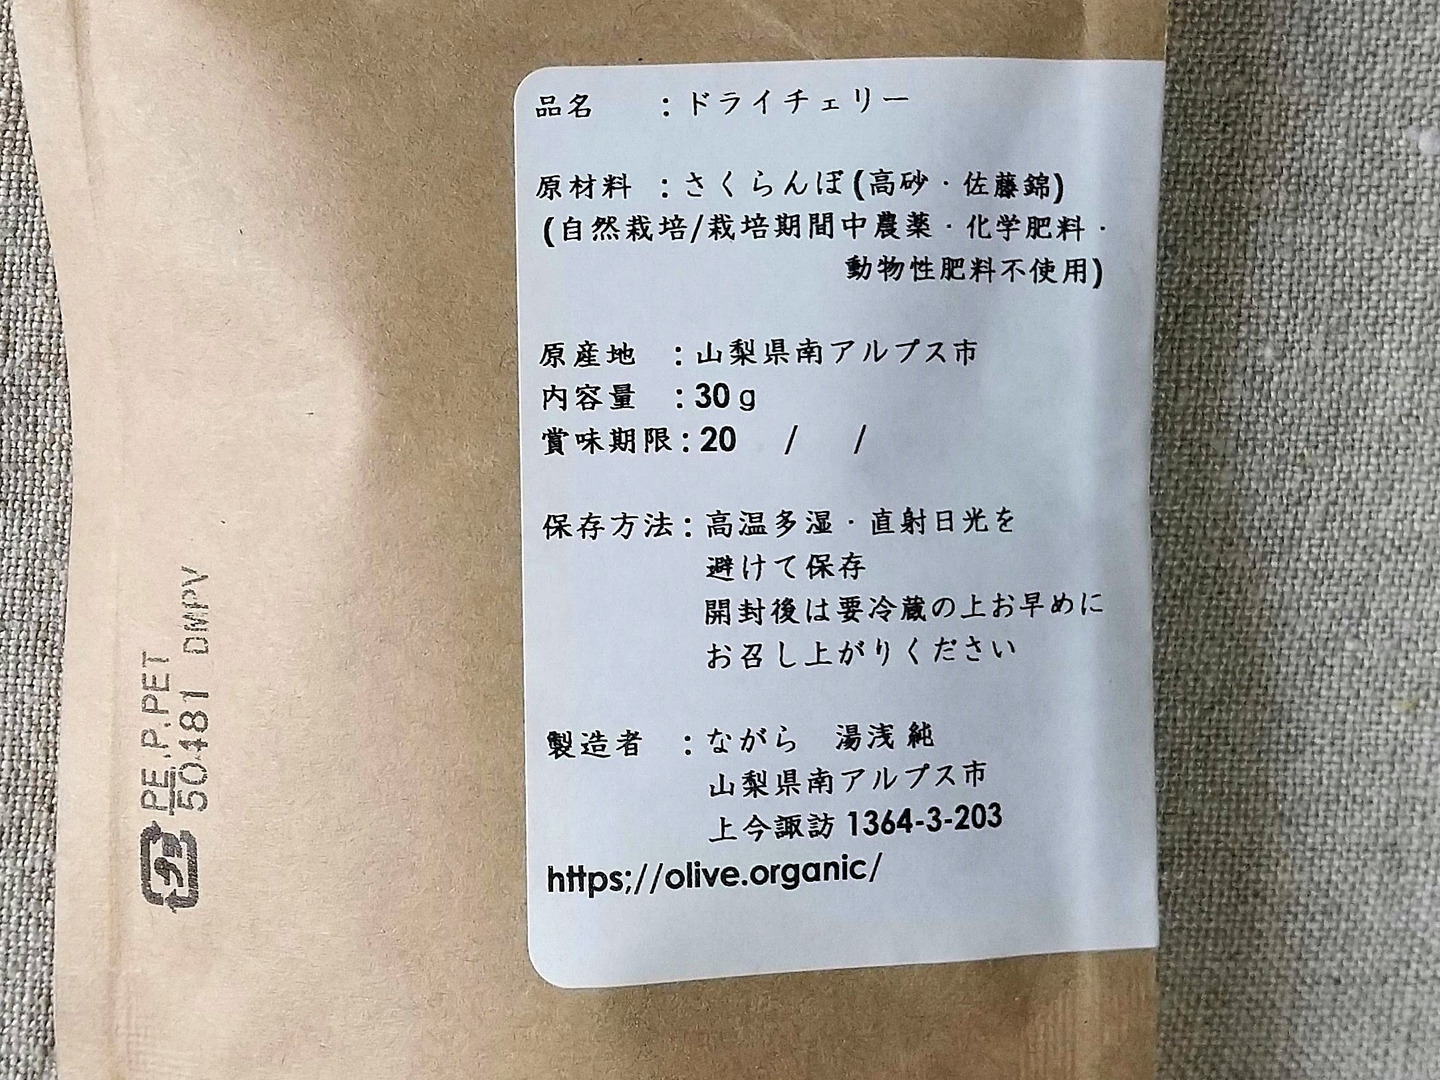 品名　　：ドライチェリー
原材料　：さくらんぼ(高砂・佐藤錦)
(自然栽培/栽培期間中農薬・化学肥料・
動物性肥料不使用)
原産地　：山梨県南アルプス市
内容量　：30g
賞味期限：20　/　/
保存方法：高温多湿・直射日光を
避けて保存
開封後は要冷蔵の上お早めに
お召し上がりください
製造者　：ながら　湯浅 純
山梨県南アルプス市
上今諏訪 1364-3-203
https;//olive.organic/
PE,P.PET
50481 DMPV
プラ